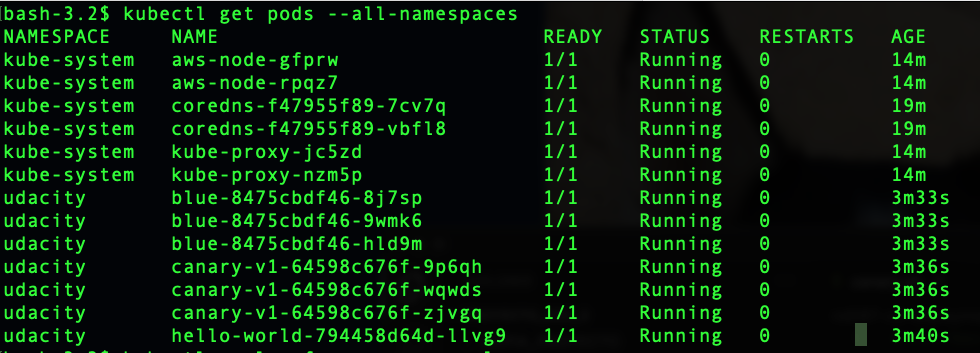 bash-3.2$ kubectl get pods --all-namespaces
NAMESPACE NAME READY STATUS RESTARTS AGE
kube-system aws-node-gfprw 1/1 Running 0 14m
kube-system aws-node-rpqz7 1/1 Running 0 14m
kube-system coredns-f47955f89-7cv7q 1/1 Running 0 19m
kube-system coredns-f47955f89-vbfl8 1/1 Running 0 19m
kube-system kube-proxy-jc5zd 1/1 Running 0 14m
kube-system kube-proxy-nzm5p 1/1 Running 0 14m
udacity blue-8475cbdf46-8j7sp 1/1 Running 0 3m33s
udacity blue-8475cbdf46-9wmk6 1/1 Running 0 3m33s
udacity blue-8475cbdf46-hld9m 1/1 Running 0 3m33s
udacity canary-v1-64598c676f-9p6qh 1/1 Running 0 3m36s
udacity canary-v1-64598c676f-wqwds 1/1 Running 0 3m36s
udacity canary-v1-64598c676f-zjvgq 1/1 Running 0 3m36s
udacity hello-world-794458d64d-llvg9 1/1 Running 0 3m40s